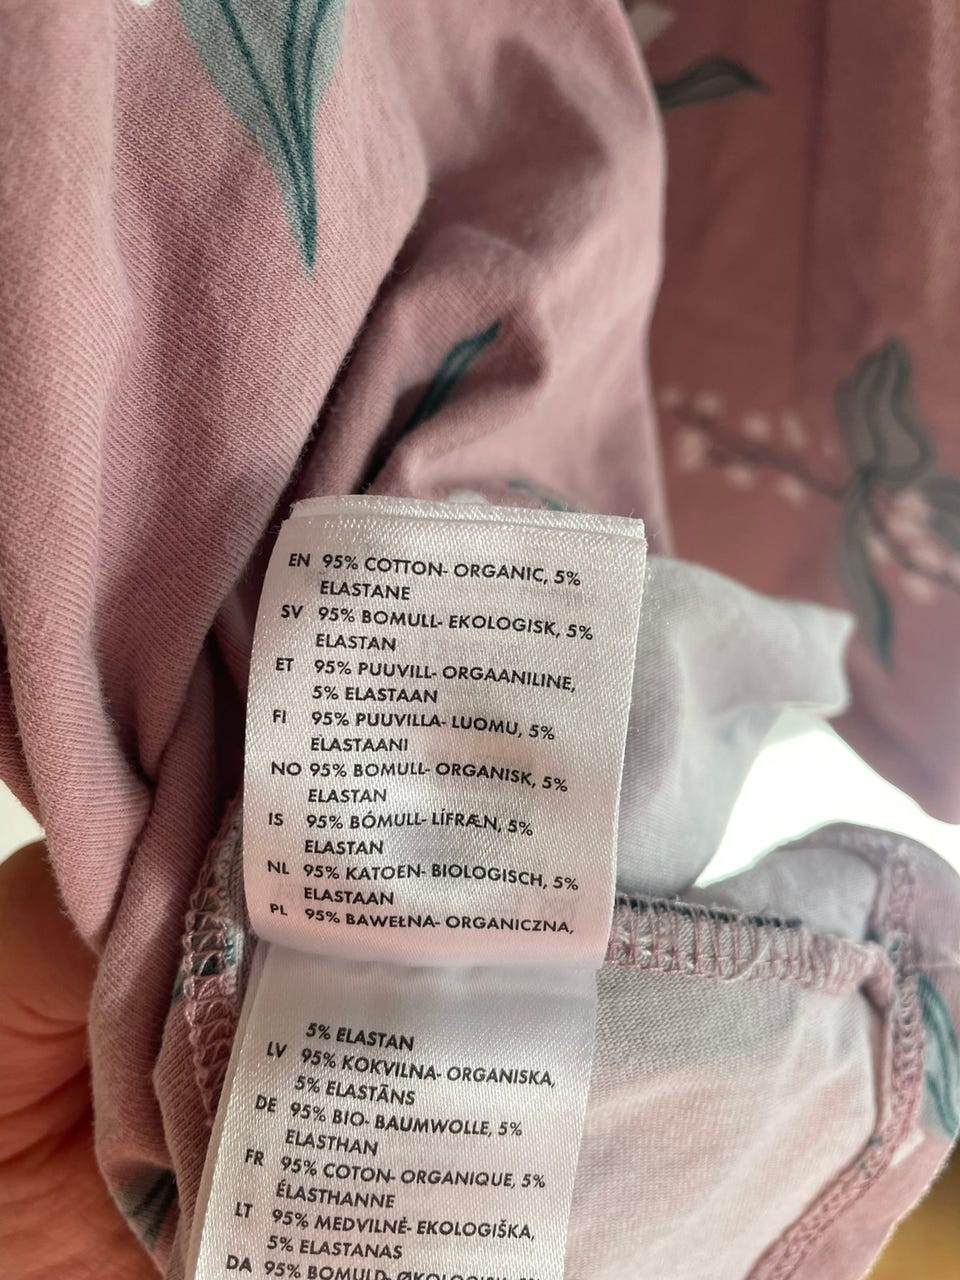 EN 95% COTTON- ORGANIC, 5%
ELASTANE
SV 95% BOMULL- EKOLOGISK, 5%
ELASTAN
ET 95% PUUVILL- ORGAANILINE,
5% ELASTAAN
FI 95% PUUVILLA- LUOMU, 5%
ELASTAANI
NO 95% BOMULL- ORGANISK, 5%
ELASTAN
IS 95% BÓMULL- LÍFRÆN, 5%
ELASTAN
NL 95% KATOEN- BIOLOGISCH, 5%
ELASTAAN
PL 95% BAWEŁNA- ORGANICZNA,
5% ELASTAN
LV 95% KOKVILNA- ORGANISKA,
5% ELASTĀNS
DE 95% BIO- BAUMWOLLE, 5%
ELASTHAN
FR 95% COTON- ORGANIQUE, 5%
ÉLASTHANNE
LT 95% MEDVILNĖ- EKOLOGIŠKA,
5% ELASTANAS
DA 95% BOMULD-